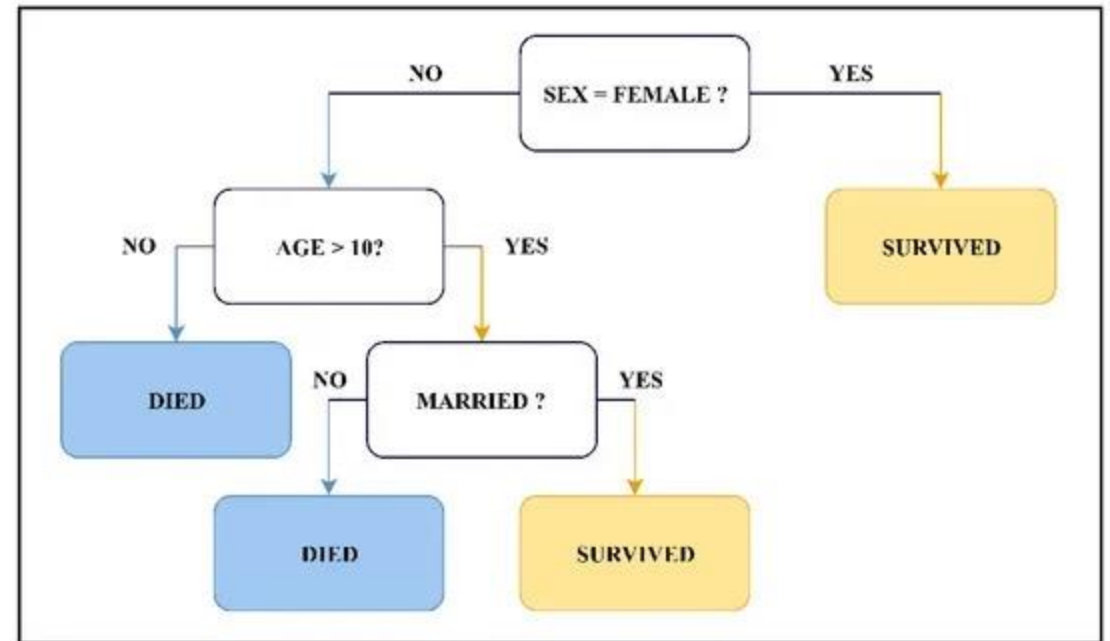 NO
SEX = FEMALE ?
YES
NO
AGE > 10?
YES
SURVIVED
DIED
NO
MARRIED ?
YES
DIED
SURVIVED